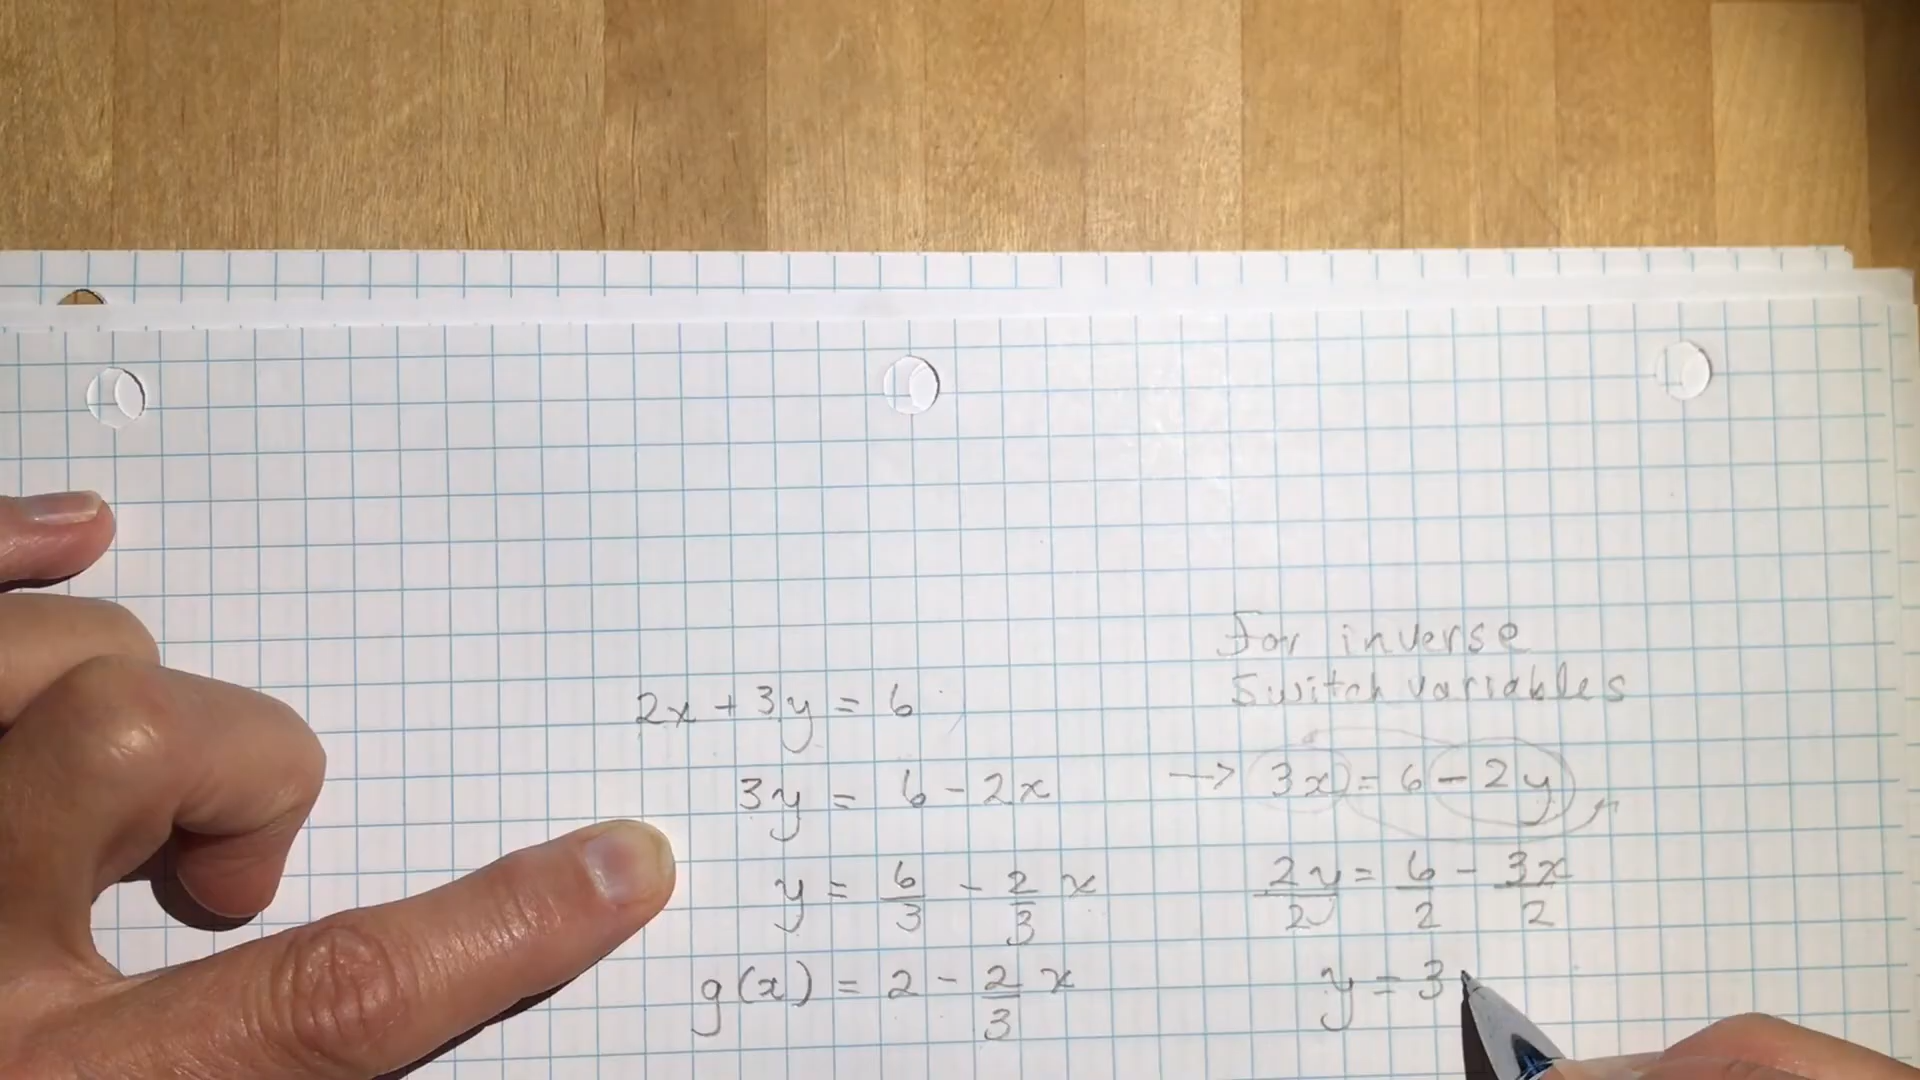 2x + 3y = 6
3y = 6 - 2x
y = 6/3 - 2/3 x
g(x) = 2 - 2/3 x
For inverse
Switch variables
→ 3x = 6 - 2y
2y/2 = 6/2 - 3x/2
y = 3